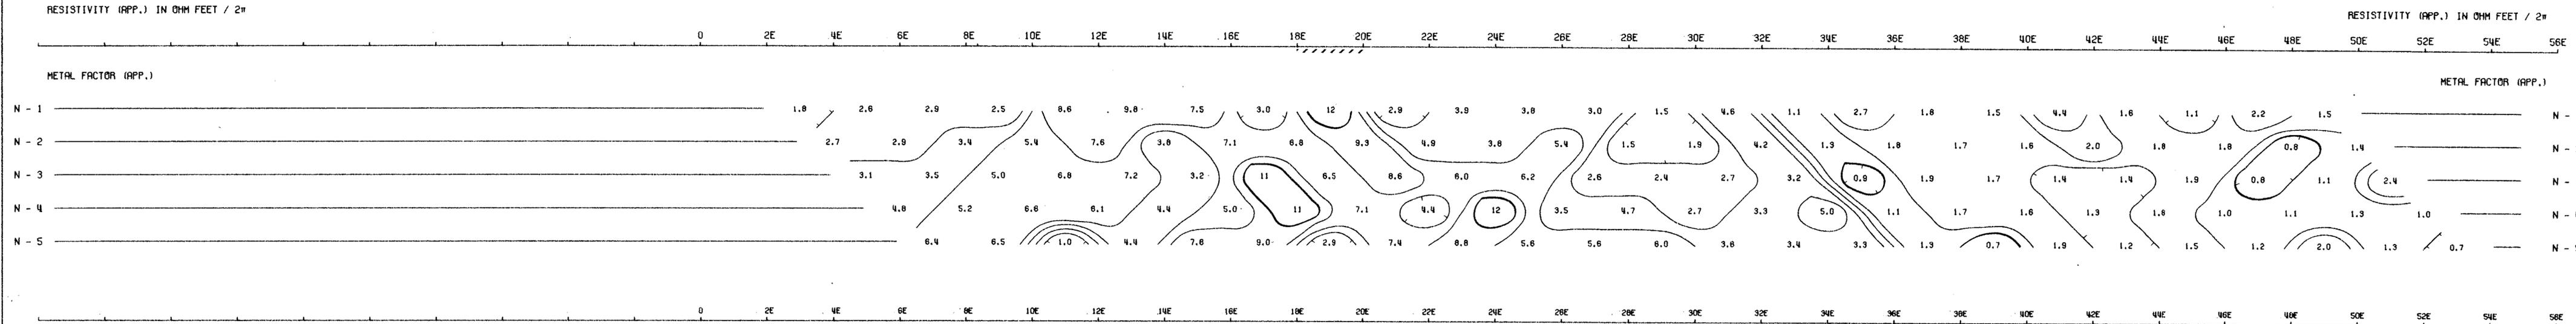 RESISTIVITY (APP.) IN OHM FEET / 2π RESISTIVITY (APP.) IN OHM FEET / 2π
0 2E 4E 6E 8E 10E 12E 14E 16E 18E 20E 22E 24E 26E 28E 30E 32E 34E 36E 38E 40E 42E 44E 46E 48E 50E 52E 54E 56E
METAL FACTOR (APP.) METAL FACTOR (APP.)
N - 1 1.8 2.6 2.9 2.5 8.6 9.8 7.5 3.0 12 2.9 3.9 3.8 3.0 1.5 4.6 1.1 2.7 1.8 1.5 4.4 1.6 1.1 2.2 1.5 N -
N - 2 2.7 2.9 3.4 5.4 7.6 3.8 7.1 6.8 9.3 4.9 3.8 5.4 1.5 1.9 4.2 1.3 1.8 1.7 1.6 2.0 1.8 1.8 0.8 1.4 N -
N - 3 3.1 3.5 5.0 6.8 7.2 3.2 11 6.5 8.6 6.0 6.2 2.6 2.4 2.7 3.2 0.9 1.9 1.7 1.4 1.4 1.9 0.8 1.1 2.4 N -
N - 4 4.8 5.2 6.6 6.1 4.4 5.0 11 7.1 4.4 12 3.5 4.7 2.7 3.3 5.0 1.1 1.7 1.6 1.3 1.8 1.0 1.1 1.3 1.0 N -
N - 5 6.4 6.5 1.0 4.4 7.6 9.0 2.9 7.4 8.8 5.6 5.6 6.0 3.6 3.4 3.3 1.3 0.7 1.9 1.2 1.5 1.2 2.0 1.3 0.7 N -
0 2E 4E 6E 8E 10E 12E 14E 16E 18E 20E 22E 24E 26E 28E 30E 32E 34E 36E 38E 40E 42E 44E 46E 48E 50E 52E 54E 56E